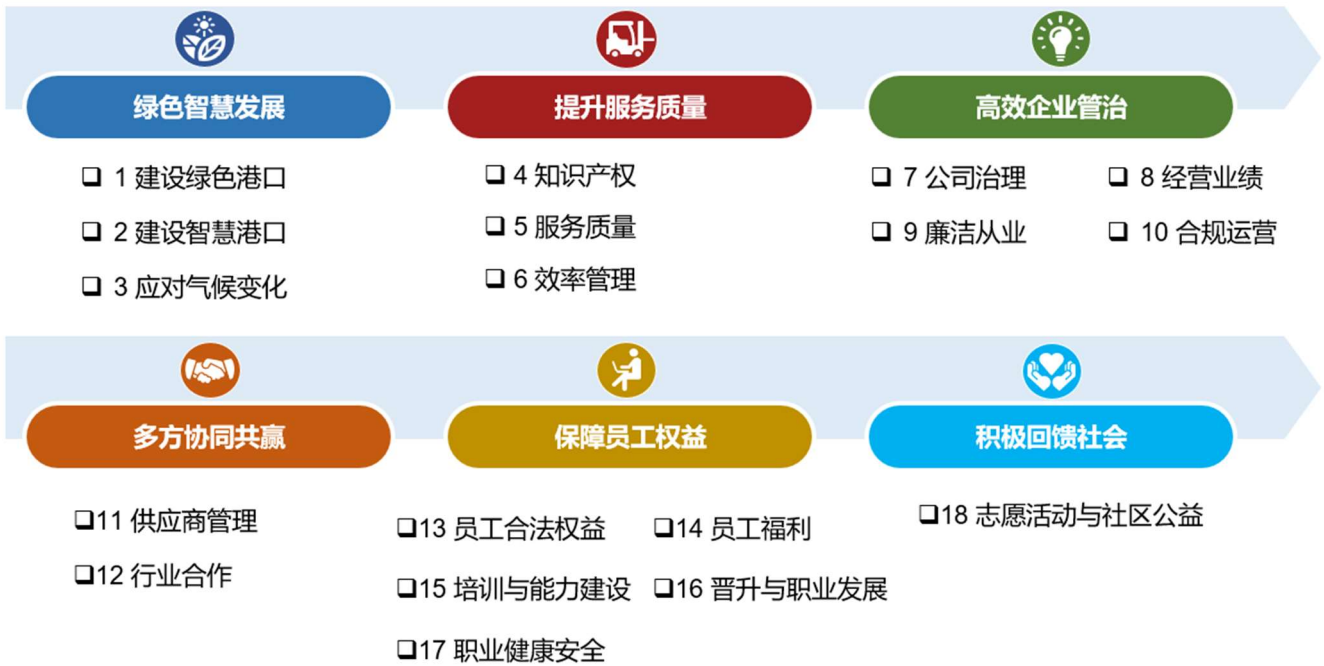 绿色智慧发展
❑ 1 建设绿色港口
❑ 2 建设智慧港口
❑ 3 应对气候变化
提升服务质量
❑ 4 知识产权
❑ 5 服务质量
❑ 6 效率管理
高效企业管治
❑ 7 公司治理 ❑ 8 经营业绩
❑ 9 廉洁从业 ❑ 10 合规运营
多方协同共赢
❑11 供应商管理
❑12 行业合作
保障员工权益
❑13 员工合法权益 ❑14 员工福利
❑15 培训与能力建设 ❑16 晋升与职业发展
❑17 职业健康安全
积极回馈社会
❑18 志愿活动与社区公益